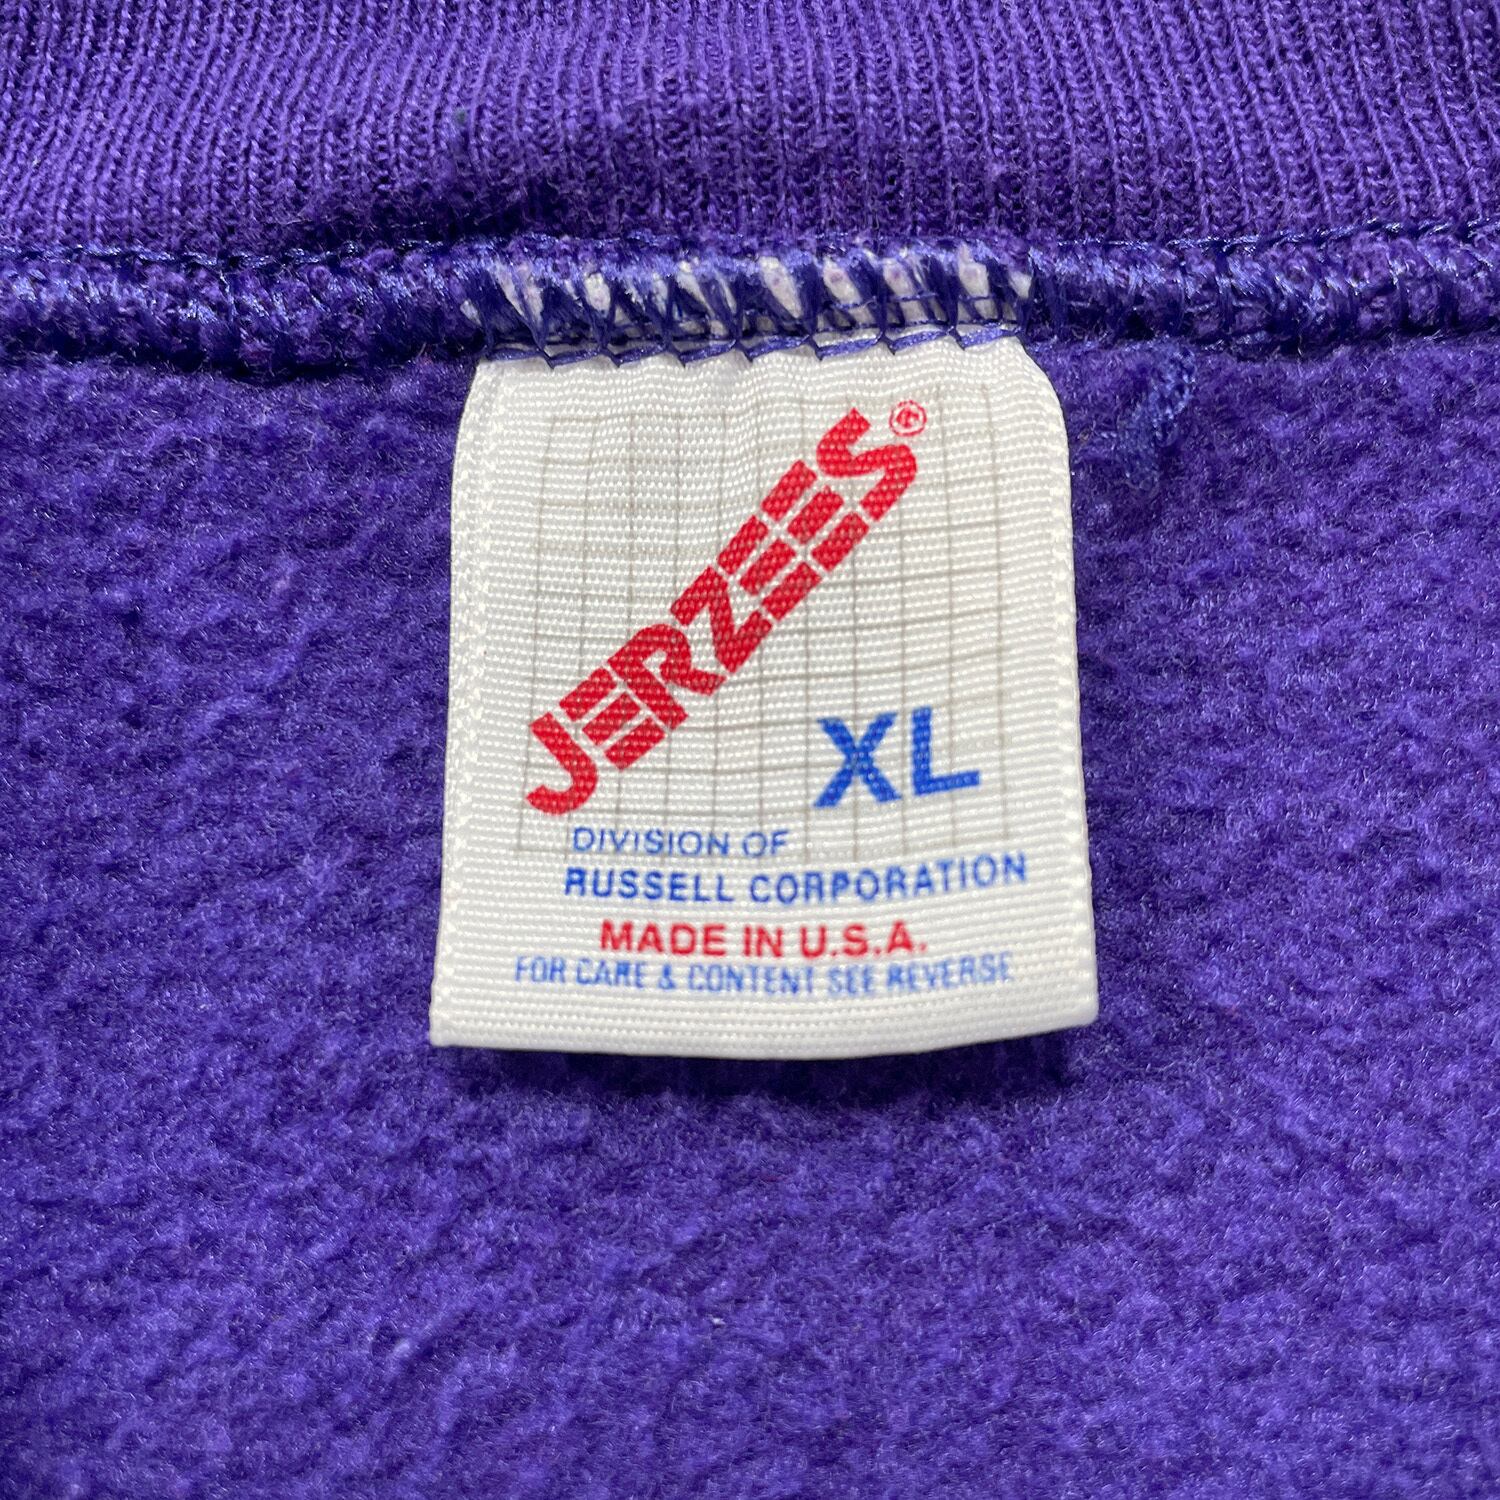 JERZEES®
XL
DIVISION OF
RUSSELL CORPORATION
MADE IN U.S.A.
FOR CARE & CONTENT SEE REVERSE